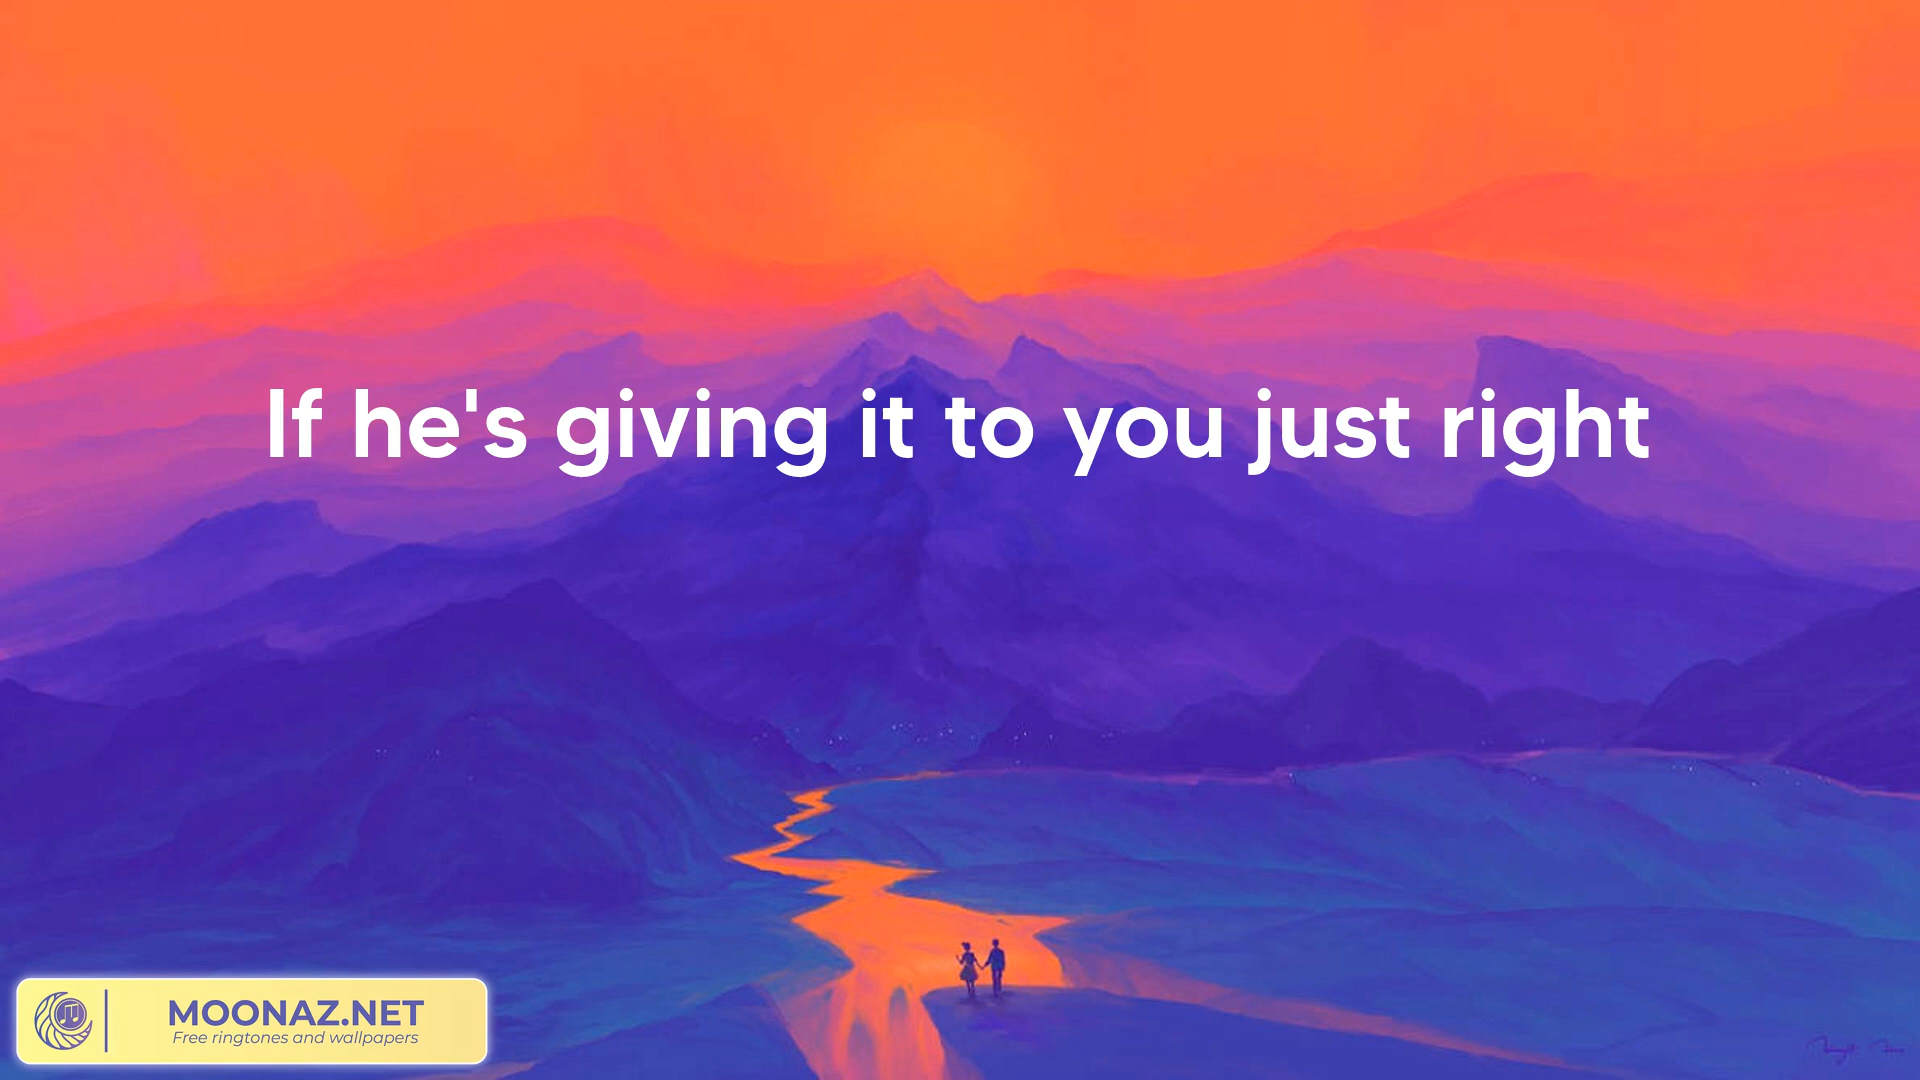 If he's giving it to you just right
MOONAZ.NET
Free ringtones and wallpapers